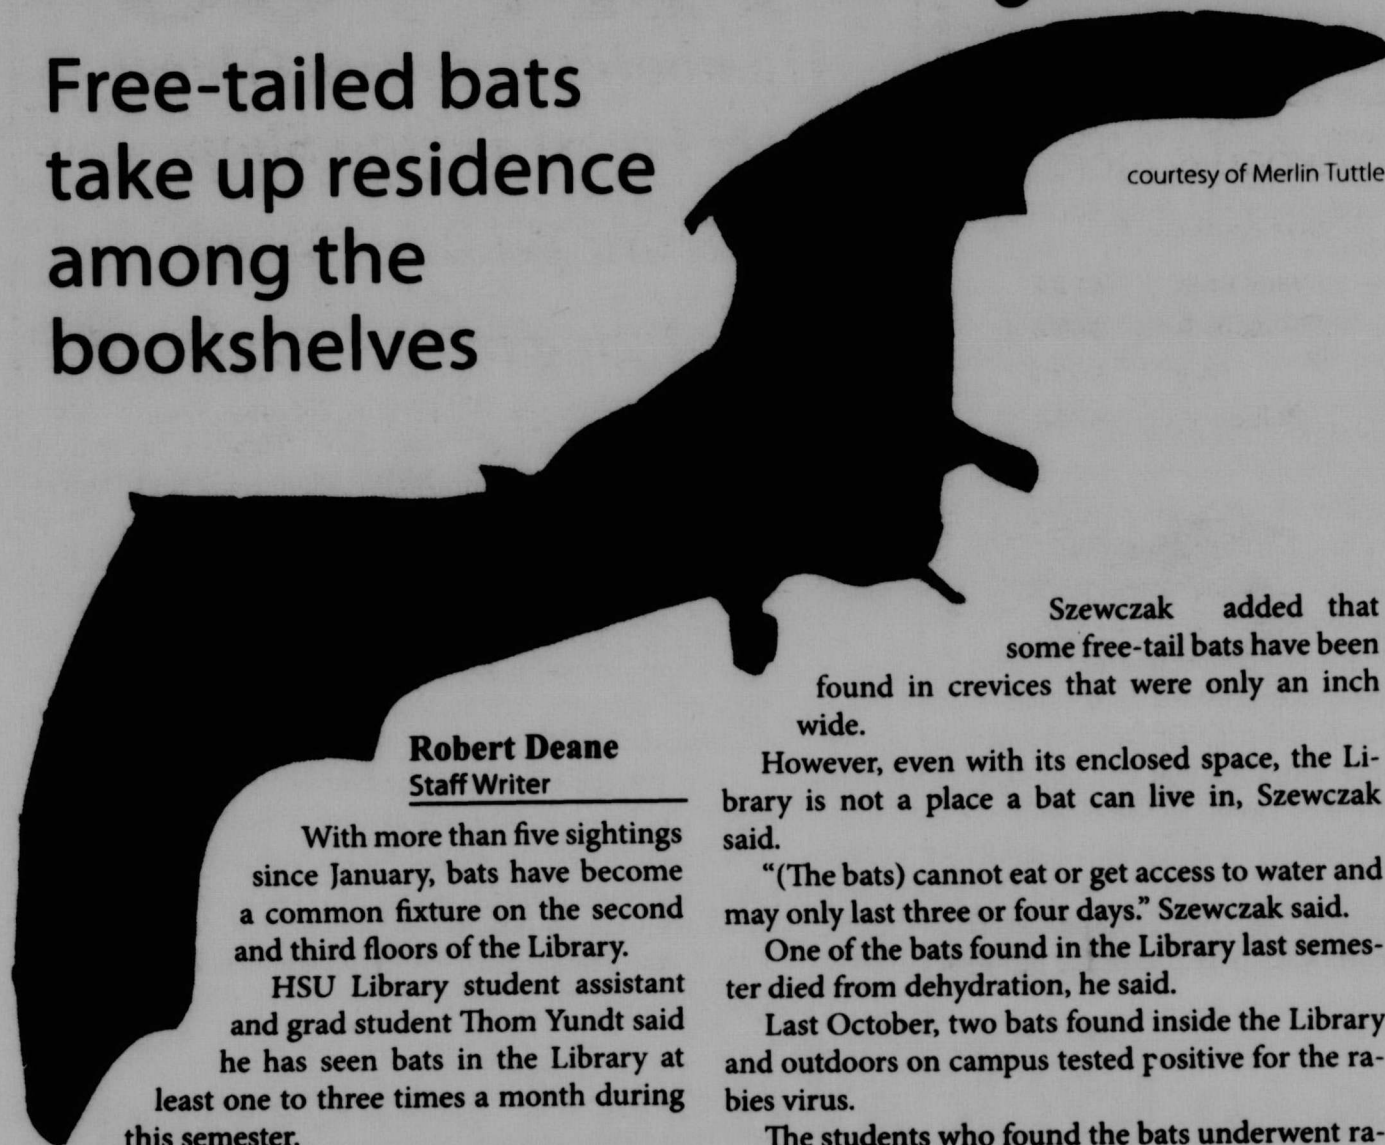 Free-tailed bats
take up residence
among the
bookshelves
courtesy of Merlin Tuttle
Robert Deane
Staff Writer
With more than five sightings
since January, bats have become
a common fixture on the second
and third floors of the Library.
HSU Library student assistant
and grad student Thom Yundt said
he has seen bats in the Library at
least one to three times a month during
this semester.
Szewczak added that
some free-tail bats have been
found in crevices that were only an inch
wide.
However, even with its enclosed space, the Li-
brary is not a place a bat can live in, Szewczak
said.
“(The bats) cannot eat or get access to water and
may only last three or four days.” Szewczak said.
One of the bats found in the Library last semes-
ter died from dehydration, he said.
Last October, two bats found inside the Library
and outdoors on campus tested positive for the ra-
bies virus.
The students who found the bats underwent ra-